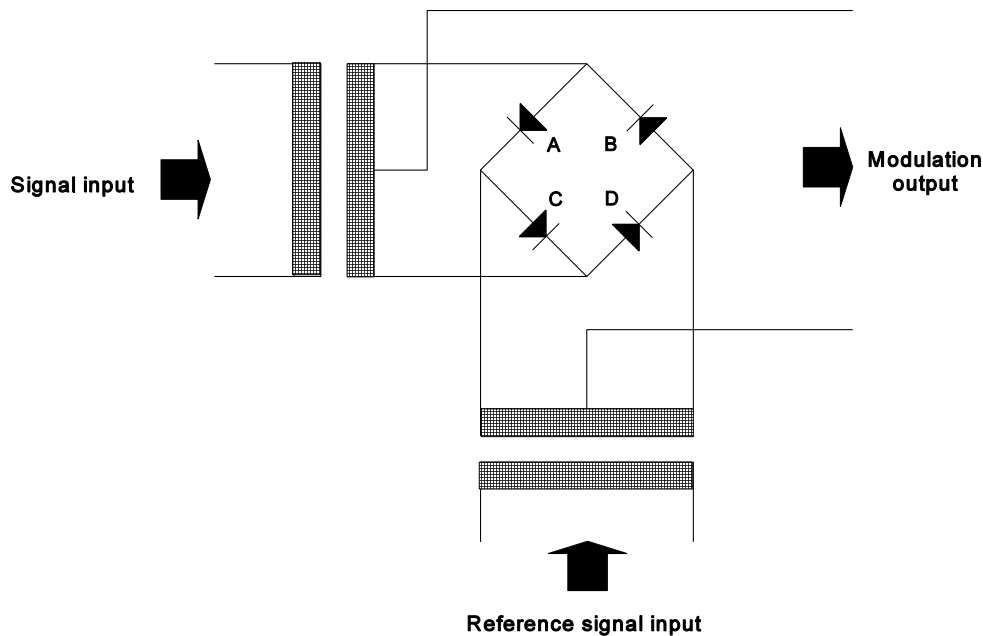 Signal input
A
B
C
D
Modulation
output
Reference signal input